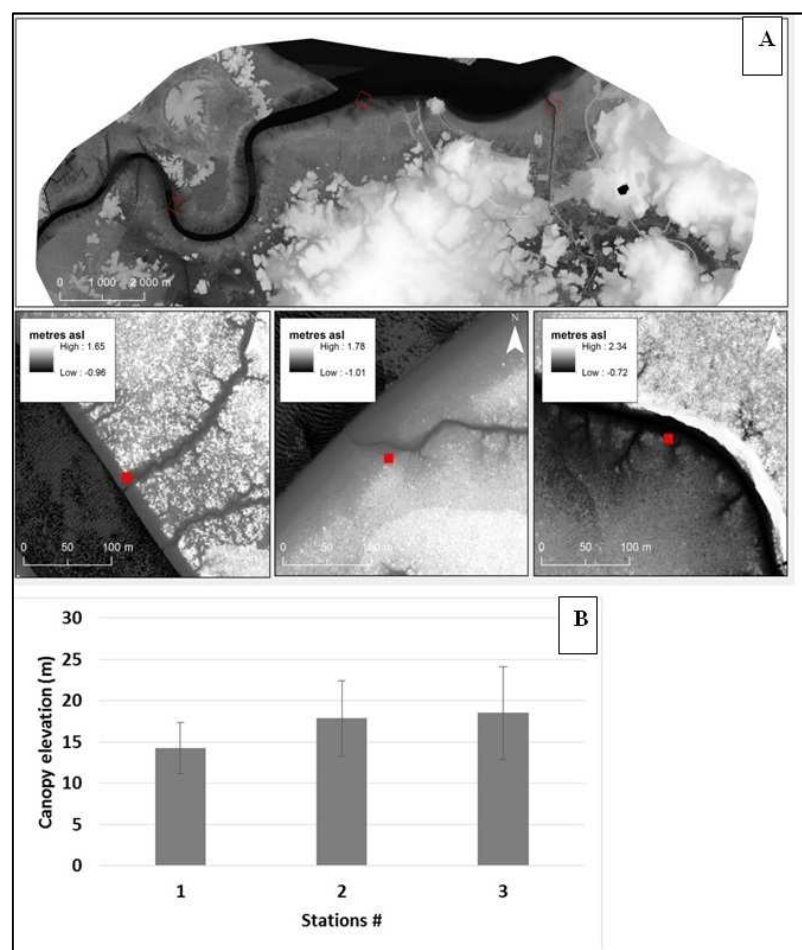 A
0 1 000 2 000 m
metres asl
High : 1.65
Low : -0.96
0 50 100 m
metres asl
High : 1.78
Low : -1.01
N
0 50 100 m
metres asl
High : 2.34
Low : -0.72
0 50 100 m
B
30
25
20
15
10
5
0
Canopy elevation (m)
1 2 3
Stations #